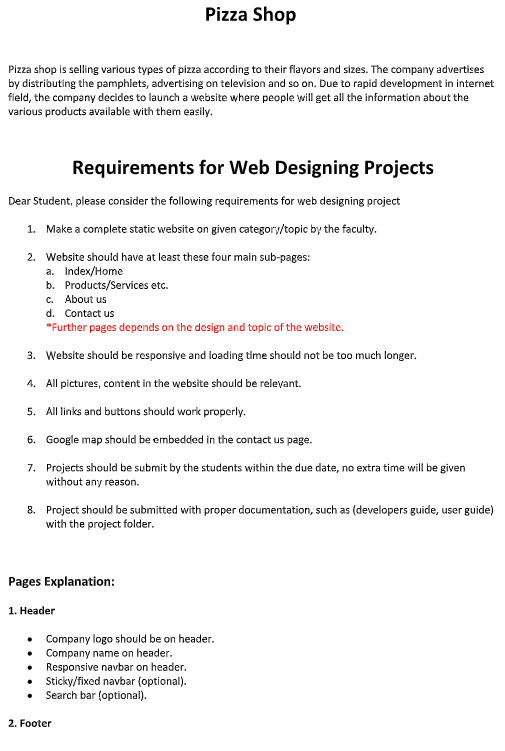 Pizza Shop
Pizza shop is selling various types of pizza according to their flavors and sizes. The company advertises
by distributing the pamphlets, advertising on television and so on. Due to rapid development in internet
field, the company decides to launch a website where people will get all the information about the
various products available with them easily.
Requirements for Web Designing Projects
Dear Student, please consider the following requirements for web designing project
1. Make a complete static website on given category/topic by the faculty.
2. Website should have at least these four main sub-pages:
a. Index/Home
b. Products/Services etc.
c. About us
d. Contact us
*Further pages depends on the design and topic of the website.
3. Website should be responsive and loading time should not be too much longer.
4. All pictures, content in the website should be relevant.
5. All links and buttons should work properly.
6. Google map should be embedded in the contact us page.
7. Projects should be submit by the students within the due date, no extra time will be given
without any reason.
8. Project should be submitted with proper documentation, such as (developers guide, user guide)
with the project folder.
Pages Explanation:
1. Header
• Company logo should be on header.
• Company name on header.
• Responsive navbar on header.
• Sticky/fixed navbar (optional).
• Search bar (optional).
2. Footer